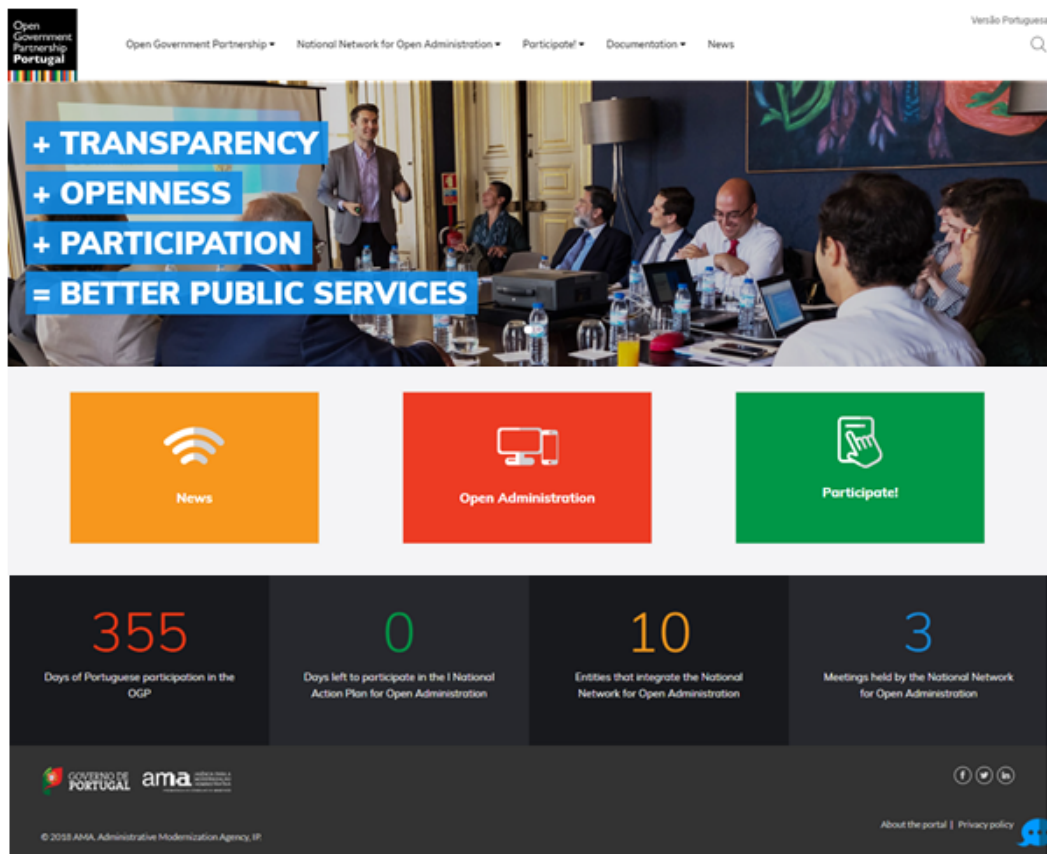 Open
Government
Partnership
Portugal
Versão Portuguesa
Open Government Partnership
National Network for Open Administration
Participate!
Documentation
News
+ TRANSPARENCY
+ OPENNESS
+ PARTICIPATION
= BETTER PUBLIC SERVICES
News
Open Administration
Participate!
355
Days of Portuguese participation in the
OGP
0
Days left to participate in the I National
Action Plan for Open Administration
10
Entities that integrate the National
Network for Open Administration
3
Meetings held by the National Network
for Open Administration
GOVERNO DE
PORTUGAL
ama
AGÊNCIA PARA A
MODERNIZAÇÃO
ADMINISTRATIVA
© 2018 AMA, Administrative Modernization Agency, IP.
About the portal | Privacy policy